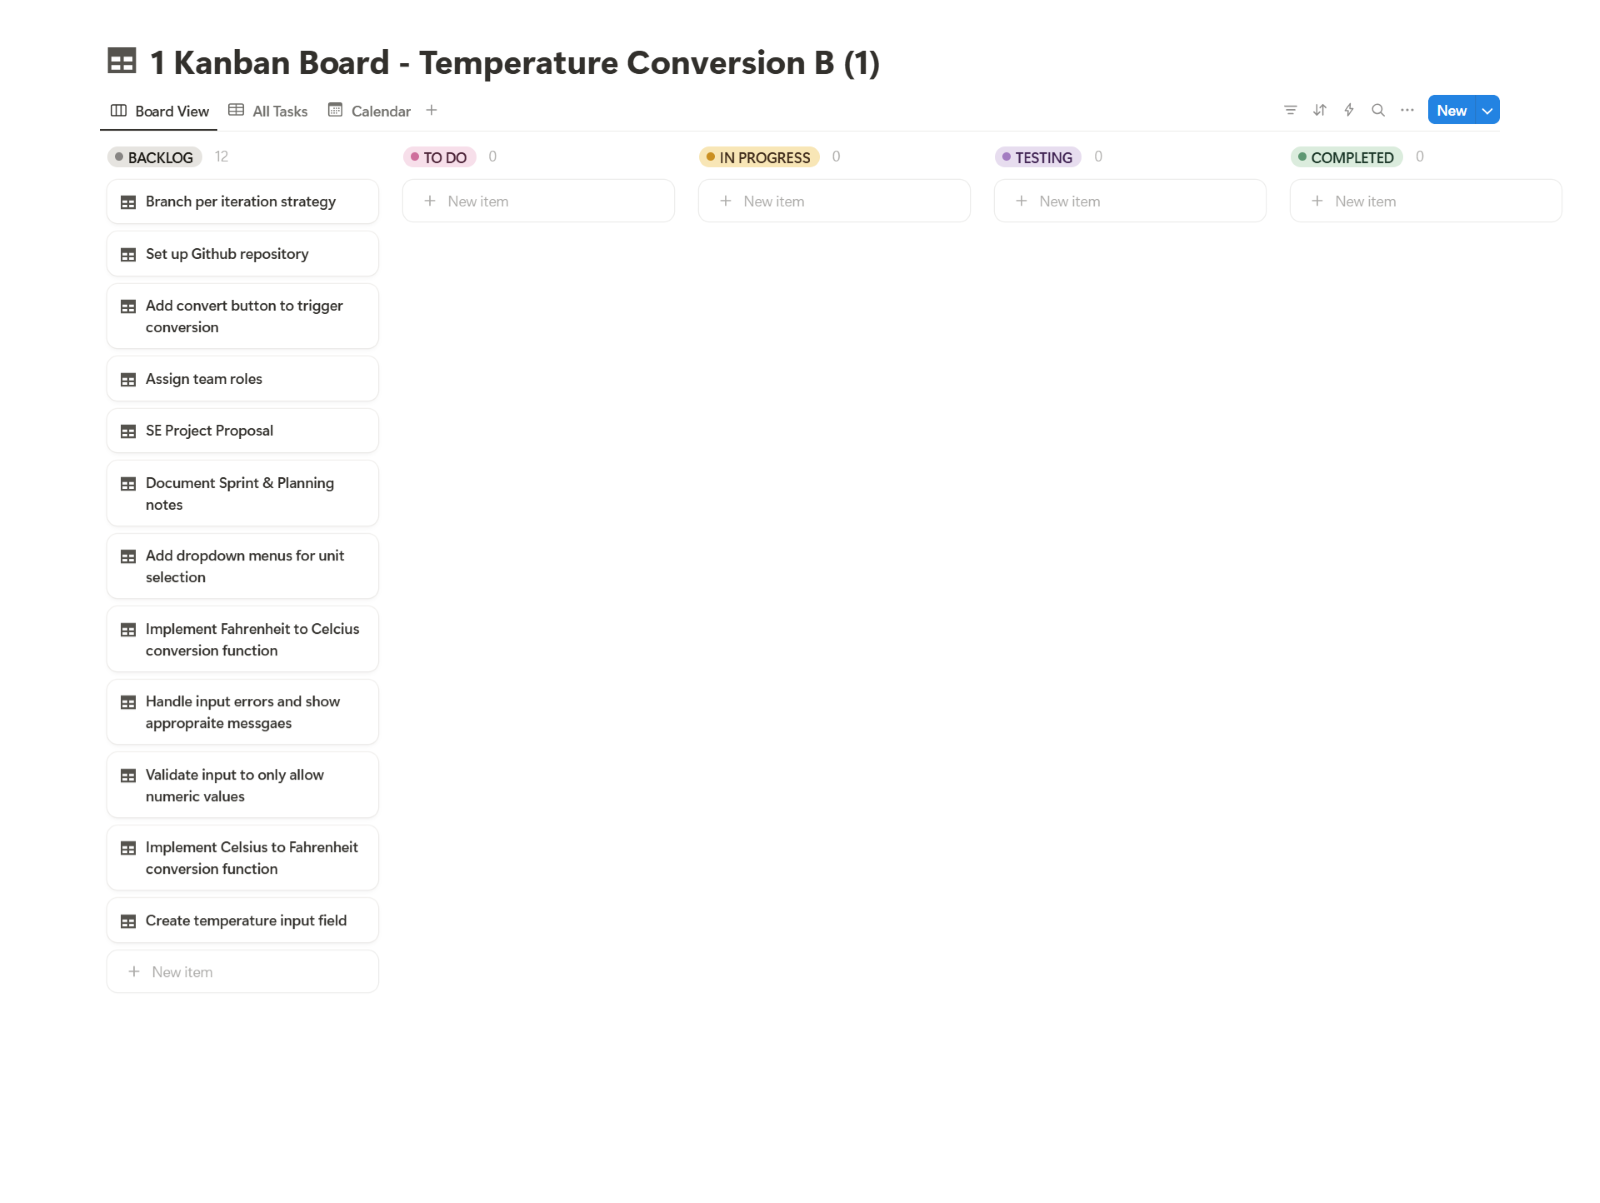 1 Kanban Board - Temperature Conversion B (1)
Board View All Tasks Calendar
New
BACKLOG 12
Branch per iteration strategy
Set up Github repository
Add convert button to trigger
conversion
Assign team roles
SE Project Proposal
Document Sprint & Planning
notes
Add dropdown menus for unit
selection
Implement Fahrenheit to Celcius
conversion function
Handle input errors and show
appropraite messgaes
Validate input to only allow
numeric values
Implement Celsius to Fahrenheit
conversion function
Create temperature input field
+ New item
TO DO 0
+ New item
IN PROGRESS 0
+ New item
TESTING 0
+ New item
COMPLETED 0
+ New item